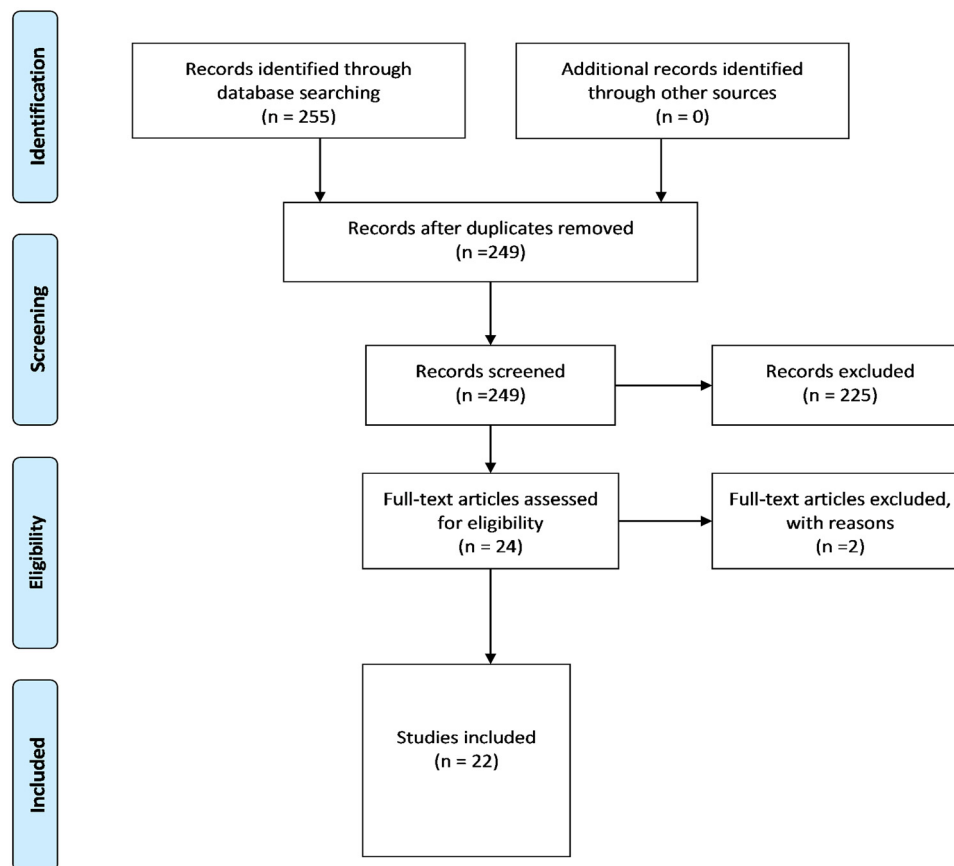 Identification
Records identified through
database searching
(n = 255)
Additional records identified
through other sources
(n = 0)
Records after duplicates removed
(n =249)
Screening
Records screened
(n =249)
Records excluded
(n = 225)
Eligibility
Full-text articles assessed
for eligibility
(n = 24)
Full-text articles excluded,
with reasons
(n =2)
Included
Studies included
(n = 22)